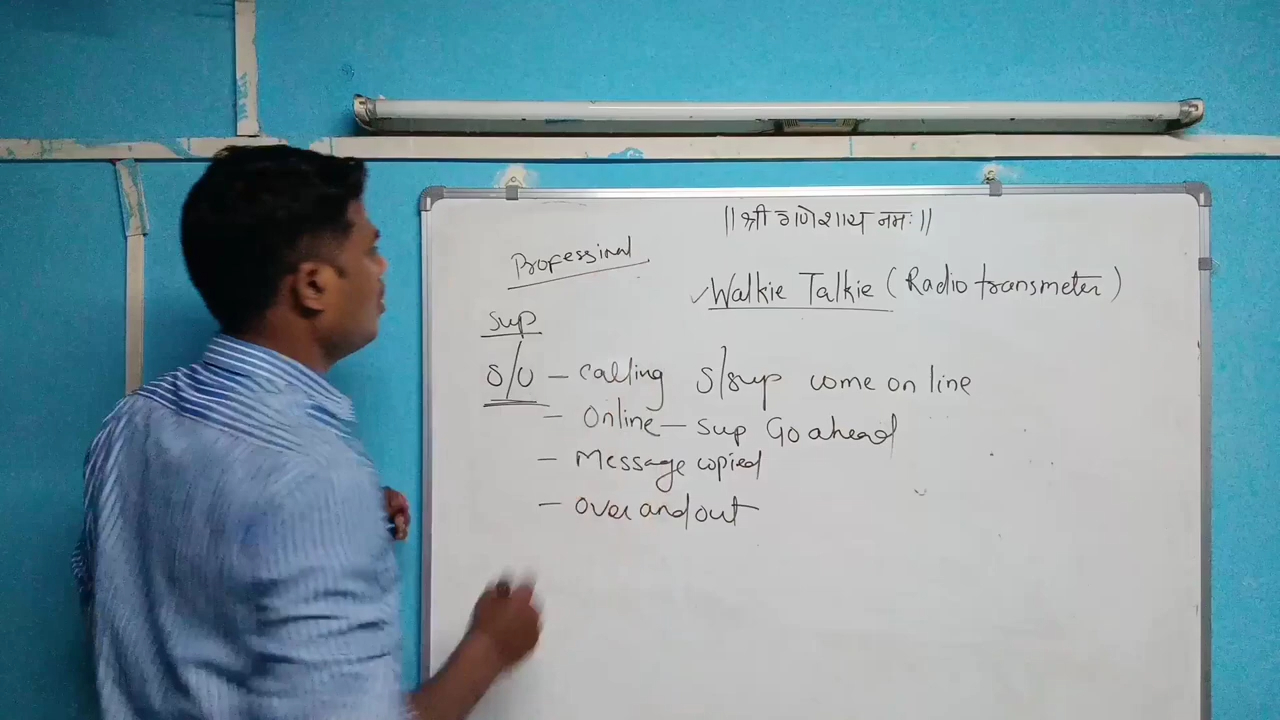 ॥ श्री गणेशाय नमः ॥
Professinal
✓Walkie Talkie (Radio transmeter)
sup
S/U – calling S/sup come on line
– Online – sup Go ahead
– Message copied
– over and out